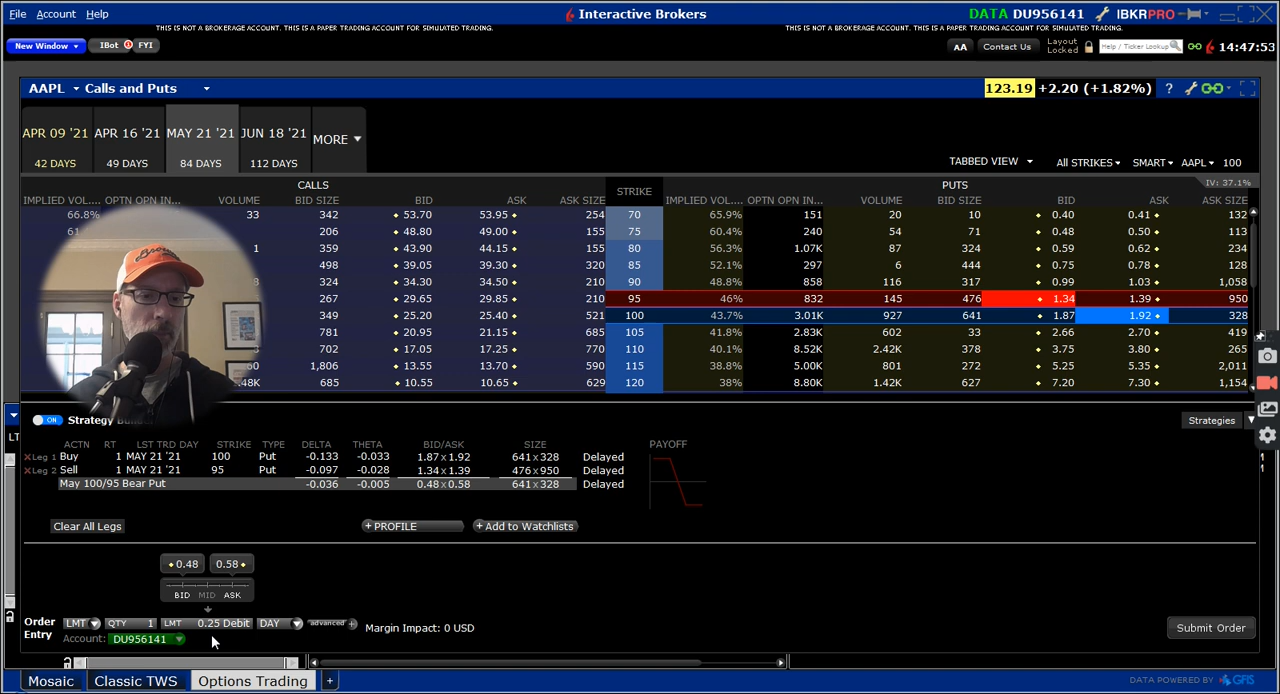 File Account Help
Interactive Brokers
DATA DU956141 IBKRPRO
THIS IS NOT A BROKERAGE ACCOUNT. THIS IS A PAPER TRADING ACCOUNT FOR SIMULATED TRADING. THIS IS NOT A BROKERAGE ACCOUNT. THIS IS A PAPER TRADING ACCOUNT FOR SIMULATED TRADING.
New Window IBot FYI AA Contact Us Layout Locked Help / Ticker Lookup 14:47:53
AAPL Calls and Puts 123.19 +2.20 (+1.82%) ?
APR 09 '21 APR 16 '21 MAY 21 '21 JUN 18 '21 MORE
42 DAYS 49 DAYS 84 DAYS 112 DAYS
TABBED VIEW All STRIKES SMART AAPL 100
CALLS STRIKE PUTS IV: 37.1%
IMPLIED VOL.... OPTN OPN IN... VOLUME BID SIZE BID ASK ASK SIZE IMPLIED VOL.... OPTN OPN IN... VOLUME BID SIZE BID ASK ASK SIZE
66.8% 33 342 53.70 53.95 254 70 65.9% 151 20 10 0.40 0.41 132
206 48.80 49.00 155 75 60.4% 240 54 71 0.48 0.50 113
1 359 43.90 44.15 155 80 56.3% 1.07K 87 324 0.59 0.62 234
498 39.05 39.30 320 85 52.1% 297 6 444 0.75 0.78 128
324 34.30 34.50 210 90 48.8% 858 116 317 0.99 1.03 1,058
267 29.65 29.85 210 95 46% 832 145 476 1.34 1.39 950
349 25.20 25.40 521 100 43.7% 3.01K 927 641 1.87 1.92 328
781 20.95 21.15 685 105 41.8% 2.83K 602 33 2.66 2.70 419
702 17.05 17.25 770 110 40.1% 8.52K 2.42K 378 3.75 3.80 265
1,806 13.55 13.70 590 115 38.8% 5.00K 801 272 5.25 5.35 2,011
685 10.55 10.65 629 120 38% 8.80K 1.42K 627 7.20 7.30 1,154
ON Strategy Strategies
ACTN RT LST TRD DAY STRIKE TYPE DELTA THETA BID/ASK SIZE PAYOFF
Leg 1 Buy 1 MAY 21 '21 100 Put -0.133 -0.033 1.87 x 1.92 641 x 328 Delayed
Leg 2 Sell 1 MAY 21 '21 95 Put -0.097 -0.028 1.34 x 1.39 476 x 950 Delayed
May 100/95 Bear Put -0.036 -0.005 0.48 x 0.58 641 x 328 Delayed
Clear All Legs + PROFILE + Add to Watchlists
0.48 0.58
BID MID ASK
Order Entry LMT QTY 1 LMT 0.25 Debit DAY advanced + Margin Impact: 0 USD Submit Order
Account: DU956141
Mosaic Classic TWS Options Trading + DATA POWERED BY GFIS